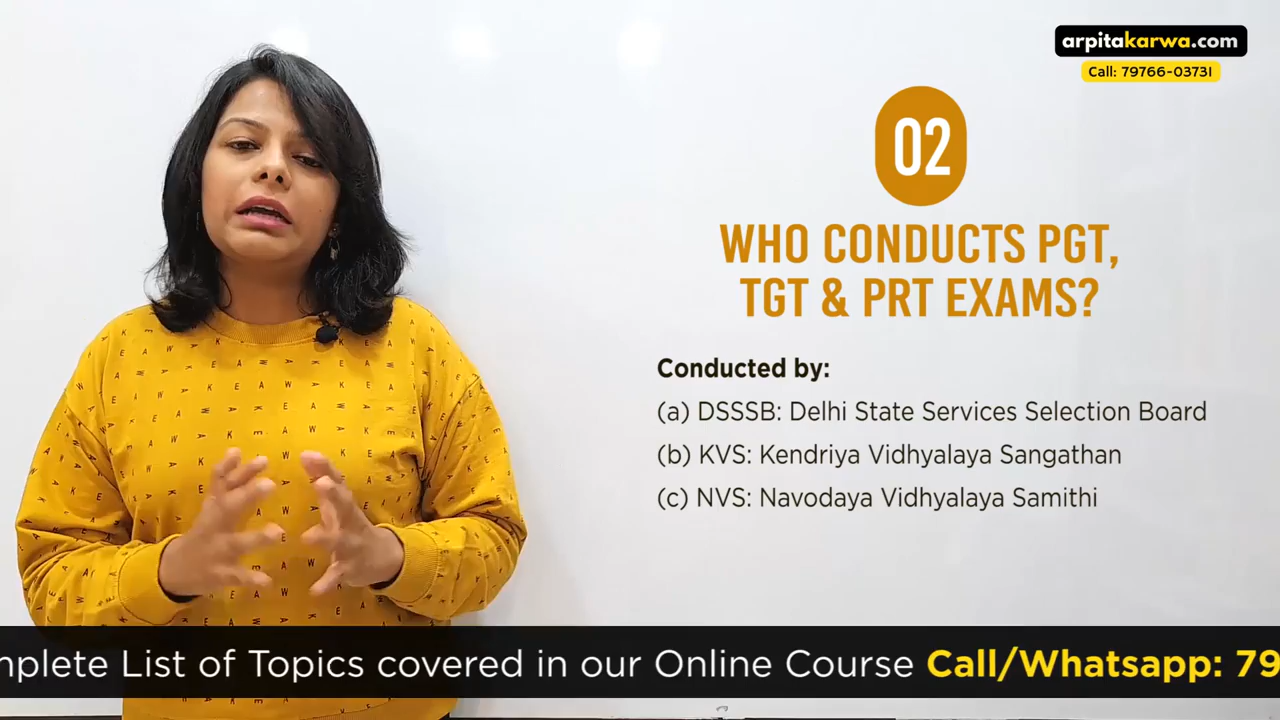 arpitakarwa.com
Call: 79766-03731
02
WHO CONDUCTS PGT,
TGT & PRT EXAMS?
Conducted by:
(a) DSSSB: Delhi State Services Selection Board
(b) KVS: Kendriya Vidhyalaya Sangathan
(c) NVS: Navodaya Vidhyalaya Samithi
List of Topics covered in our Online Course Call/Whatsapp: 79